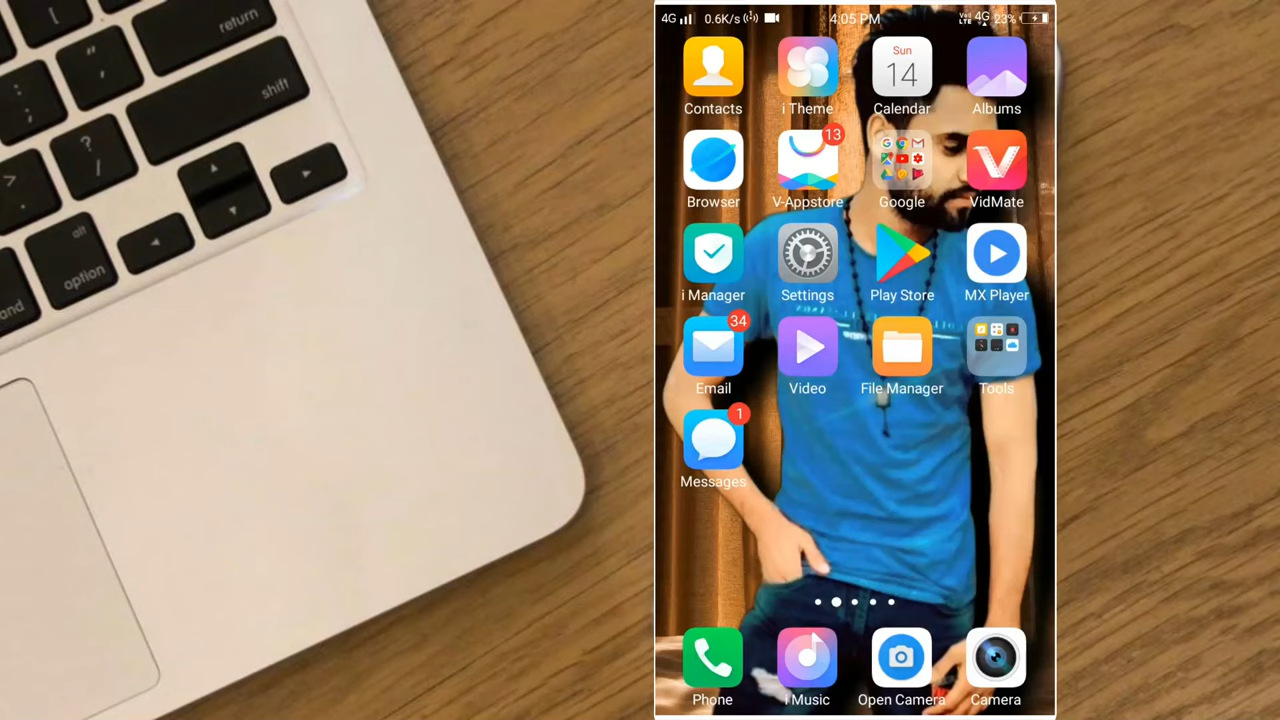 return
shift
alt
option
and
4G 0.6K/s 4:05 PM VoLTE 4G 23%
Sun
14
Contacts i Theme Calendar Albums
13
Browser V-Appstore Google VidMate
i Manager Settings Play Store MX Player
34
Email Video File Manager Tools
1
Messages
Phone i Music Open Camera Camera